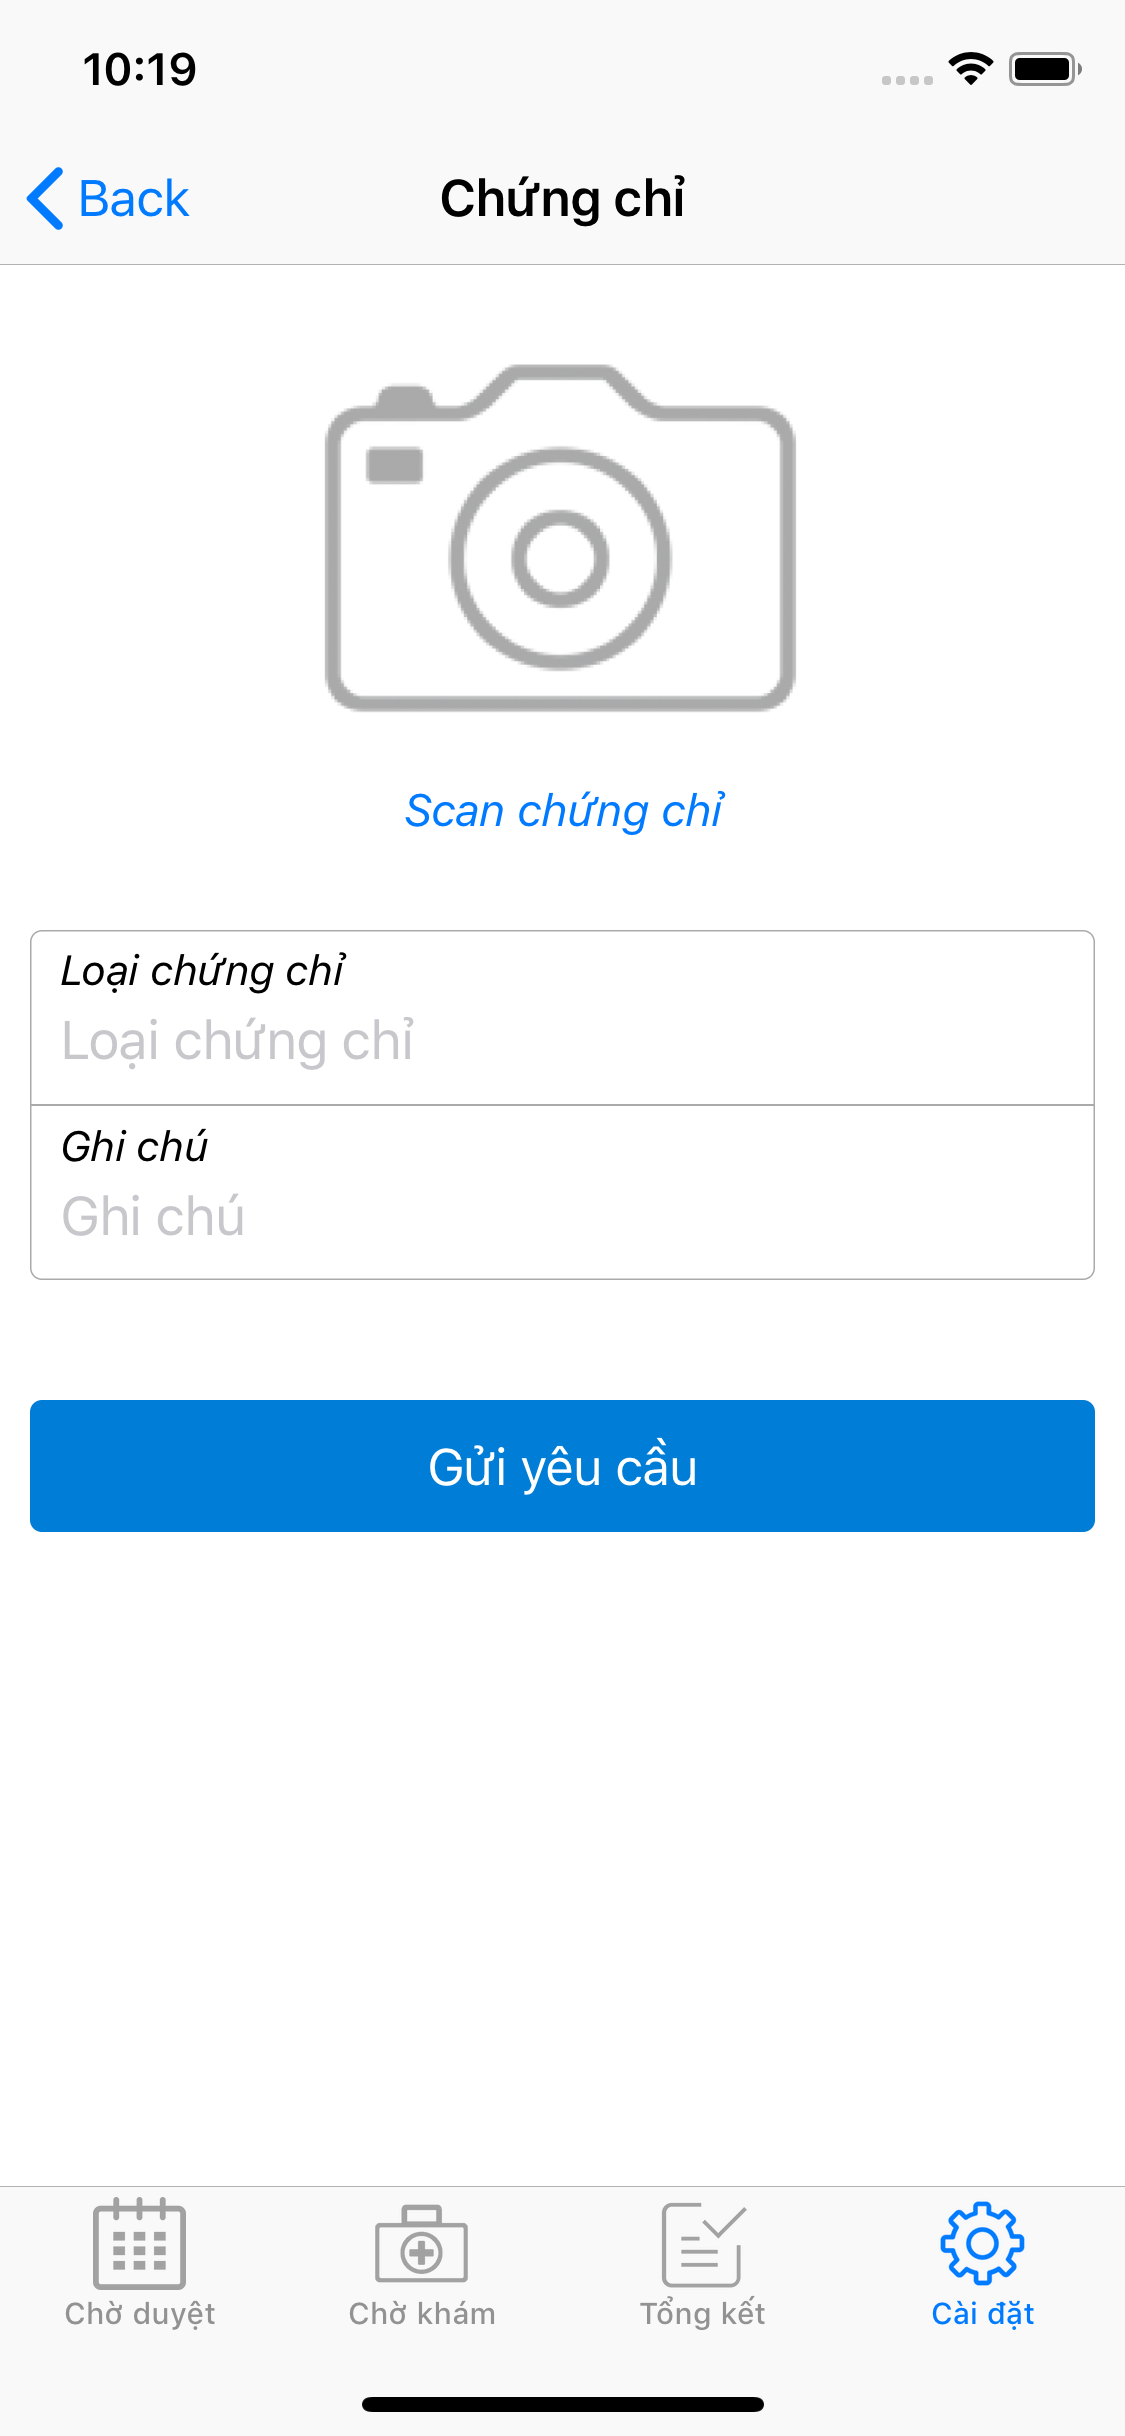 10:19
Back
Chứng chỉ
Scan chứng chỉ
Loại chứng chỉ
Loại chứng chỉ
Ghi chú
Ghi chú
Gửi yêu cầu
Chờ duyệt
Chờ khám
Tổng kết
Cài đặt